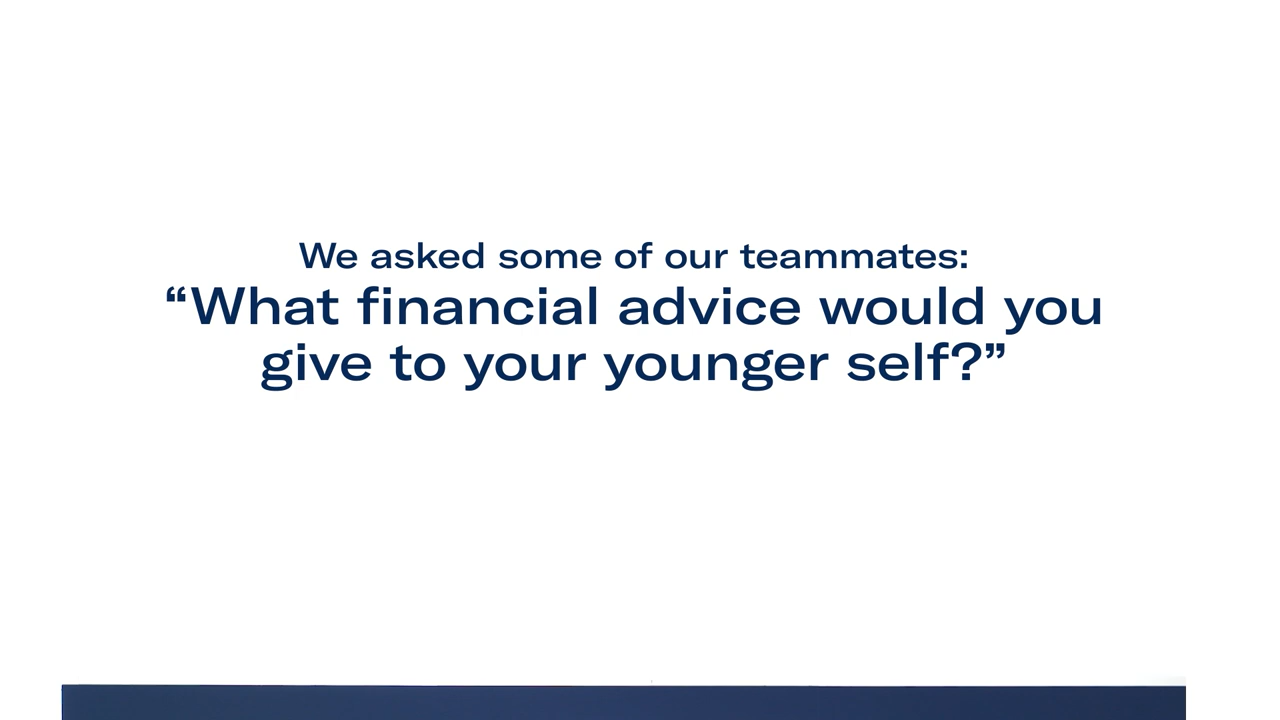 We asked some of our teammates:
“What financial advice would you
give to your younger self?”